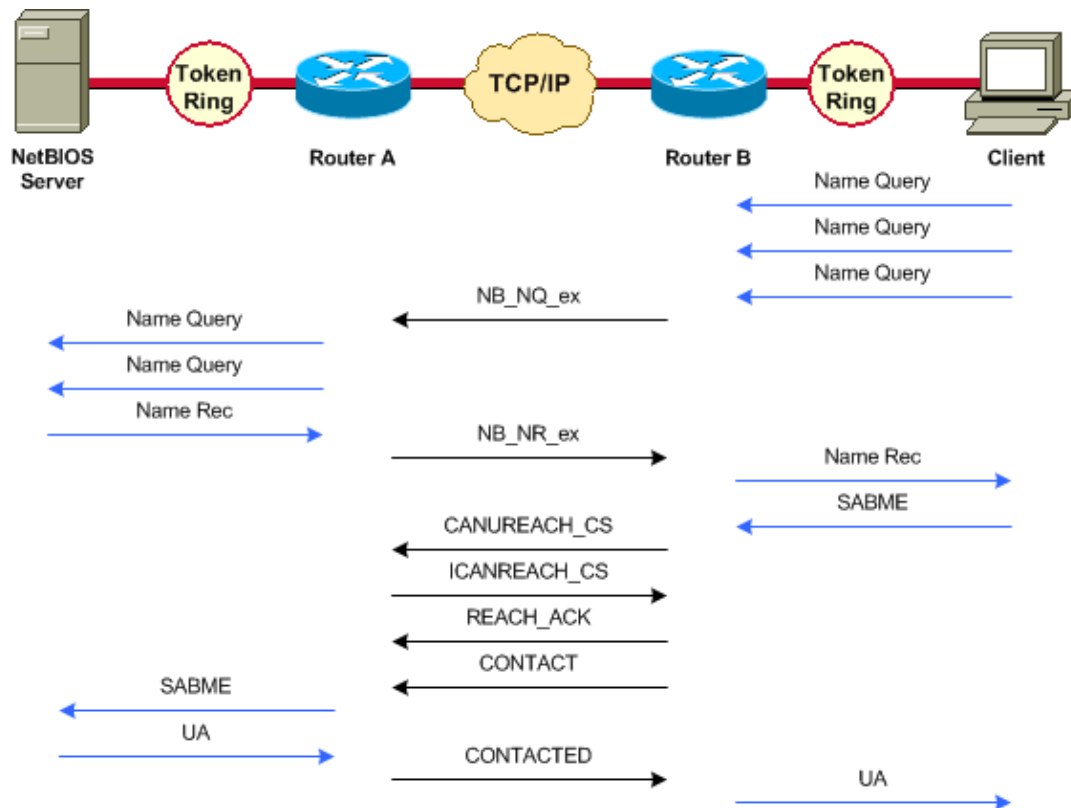 Token
Ring
TCP/IP
Token
Ring
NetBIOS
Server
Router A
Router B
Client
Name Query
Name Query
Name Query
NB_NQ_ex
Name Query
Name Query
Name Rec
NB_NR_ex
Name Rec
SABME
CANUREACH_CS
ICANREACH_CS
REACH_ACK
CONTACT
SABME
UA
CONTACTED
UA